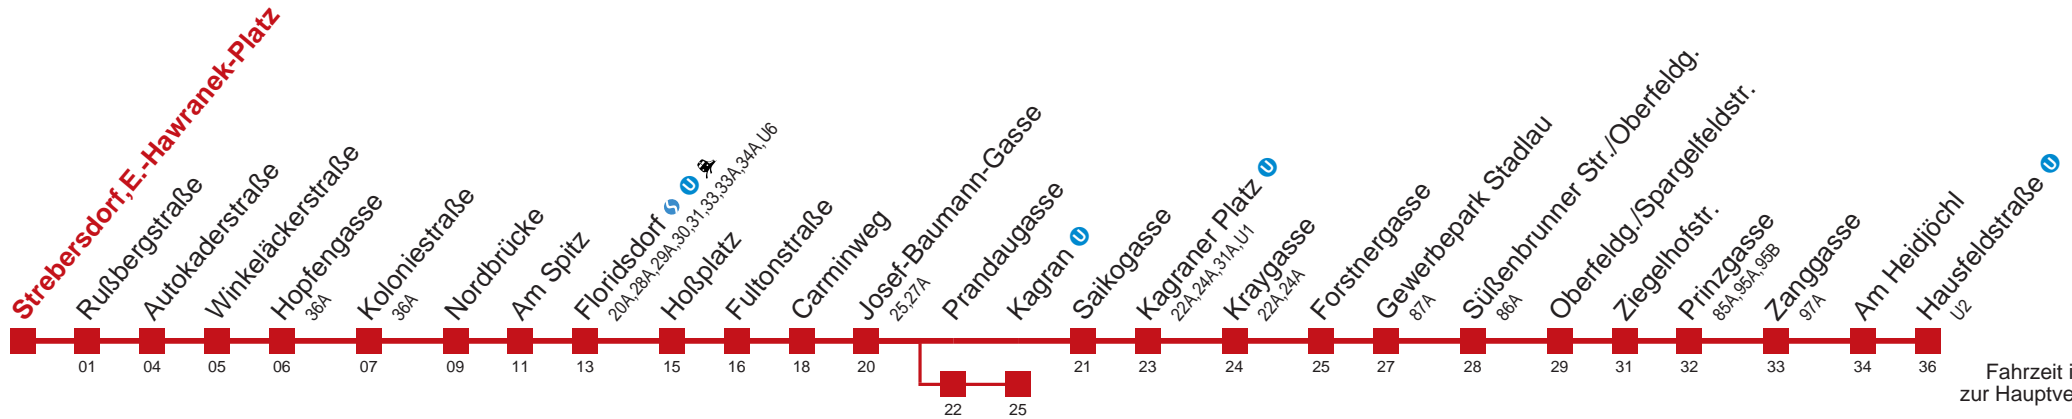 Strebersdorf,E.-Hawranek-Platz
Rußbergstraße
01
Autokaderstraße
04
Winkeläckerstraße
05
Hopfengasse
36A
06
Koloniestraße
36A
07
Nordbrücke
09
Am Spitz
11
Floridsdorf S U
20A,28A,29A,30,31,33,33A,34A,U6
13
Hoßplatz
15
Fultonstraße
16
Carminweg
18
Josef-Baumann-Gasse
25,27A
20
Prandaugasse
22
Kagran U
25
Saikogasse
21
Kagraner Platz U
22A,24A,31A,U1
23
Kraygasse
22A,24A
24
Forstnergasse
25
Gewerbepark Stadlau
87A
27
Süßenbrunner Str./Oberfeldg.
86A
28
Oberfeldg./Spargelfeldstr.
29
Ziegelhofstr.
31
Prinzgasse
85A,95A,95B
32
Zanggasse
97A
33
Am Heidjöchl
34
Hausfeldstraße U
U2
36
Fahrzeit i
zur Hauptve